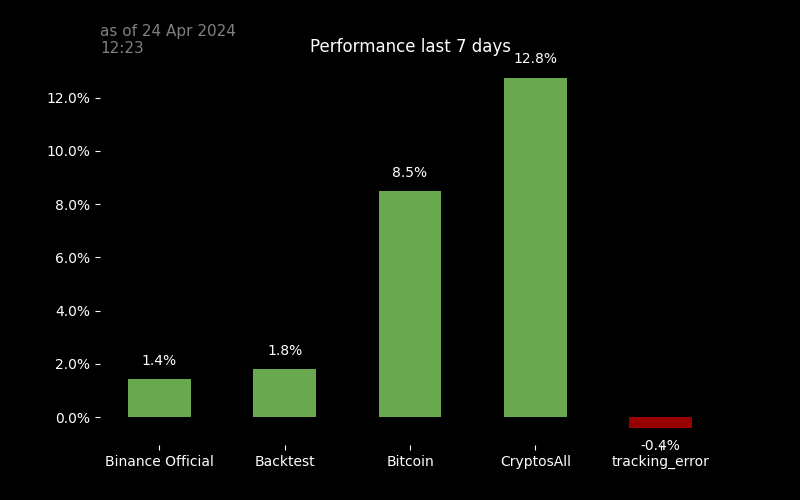 as of 24 Apr 2024
12:23
Performance last 7 days
12.8%
12.0%
10.0%
8.5%
8.0%
6.0%
4.0%
2.0%
1.4%
1.8%
0.0%
-0.4%
Binance Official
Backtest
Bitcoin
CryptosAll
tracking_error